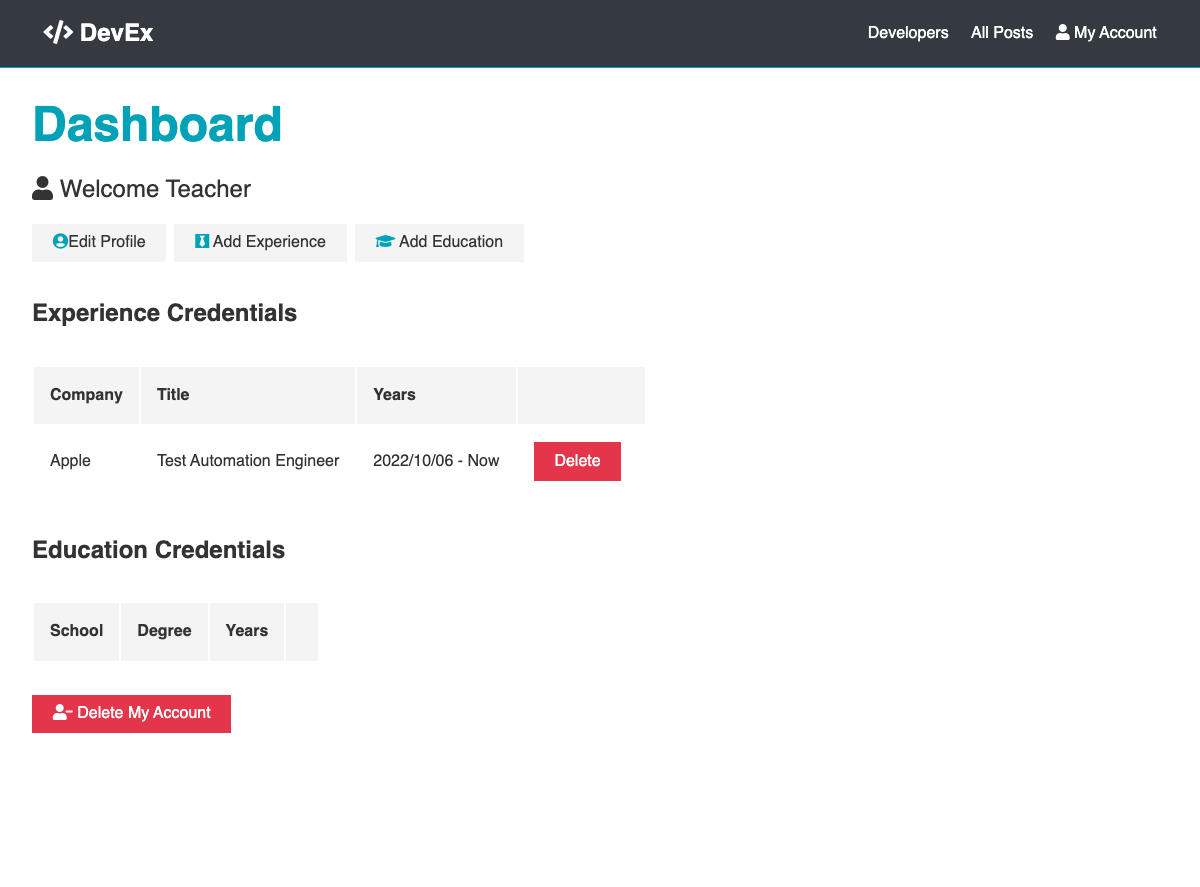 DevEx Developers All Posts My Account
Dashboard
Welcome Teacher
Edit Profile Add Experience Add Education
Experience Credentials
Company Title Years
Apple Test Automation Engineer 2022/10/06 - Now Delete
Education Credentials
School Degree Years
Delete My Account